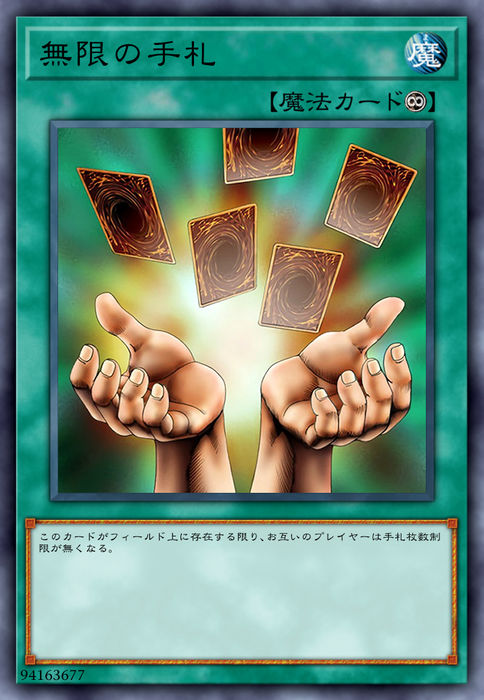 無限の手札
魔
【魔法カード♾】
このカードがフィールド上に存在する限り、お互いのプレイヤーは手札枚数制
限が無くなる。
94163677